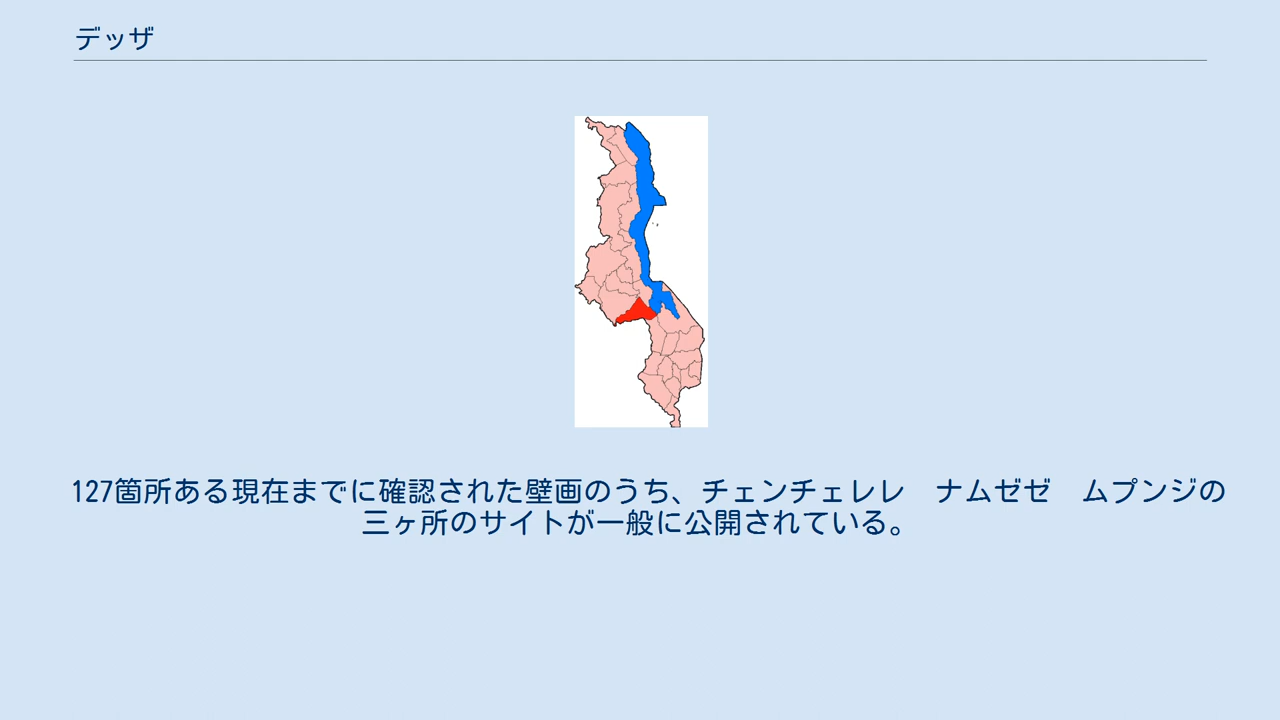 デッザ
127箇所ある現在までに確認された壁画のうち、チェンチェレレ　ナムゼゼ　ムプンジの
三ヶ所のサイトが一般に公開されている。